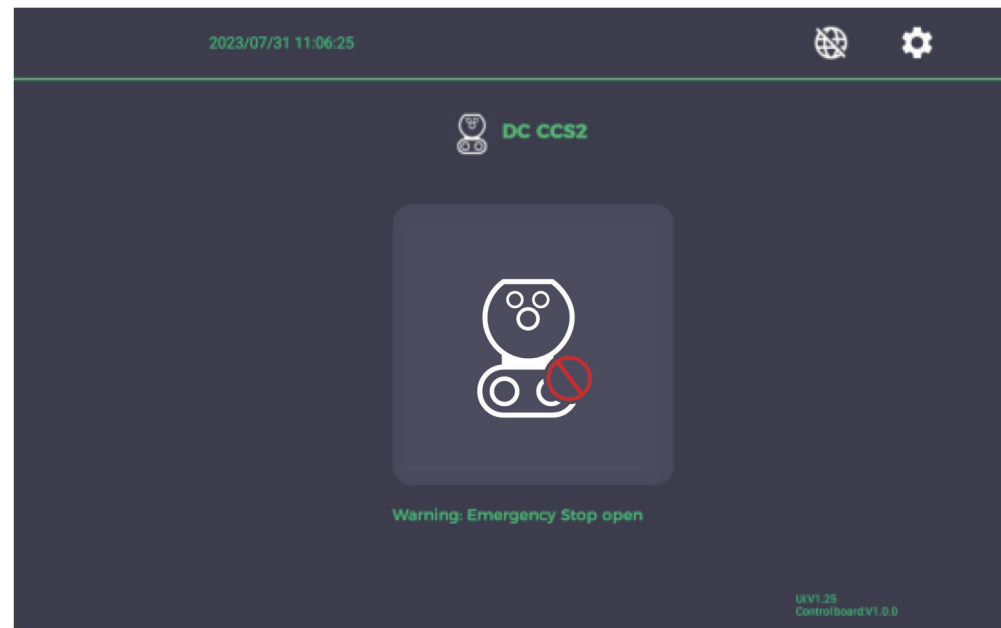 2023/07/31 11:06:25
DC CCS2
Warning: Emergency Stop open
UI:V1.25
Control board:V1.0.0